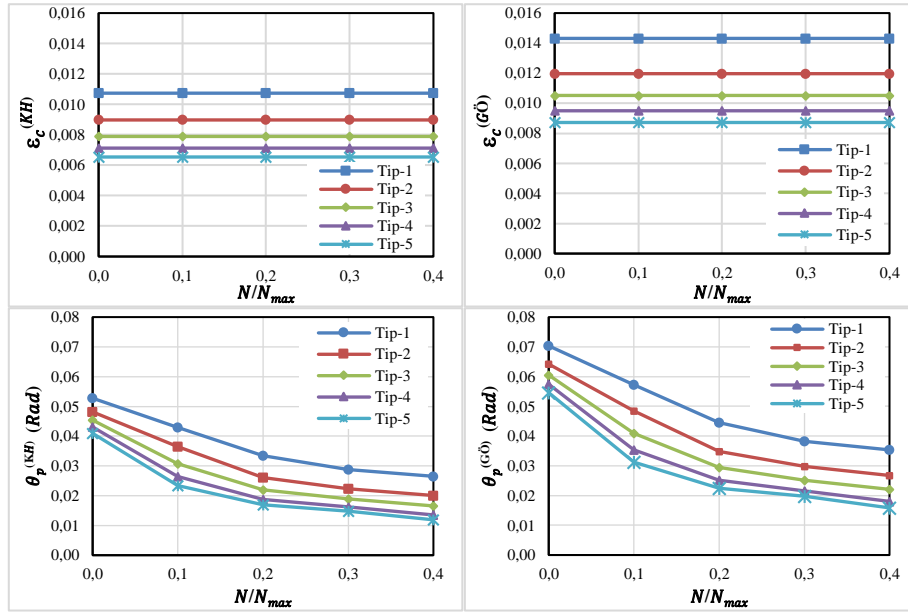 0,016
0,014
0,012
0,010
0,008
0,006
0,004
0,002
0,000
εc(KH)
Tip-1
Tip-2
Tip-3
Tip-4
Tip-5
0,0 0,1 0,2 0,3 0,4
N/Nmax
0,016
0,014
0,012
0,010
0,008
0,006
0,004
0,002
0,000
εc(GÖ)
Tip-1
Tip-2
Tip-3
Tip-4
Tip-5
0,0 0,1 0,2 0,3 0,4
N/Nmax
0,08
0,07
0,06
0,05
0,04
0,03
0,02
0,01
0,00
θp(KH) (Rad)
Tip-1
Tip-2
Tip-3
Tip-4
Tip-5
0,0 0,1 0,2 0,3 0,4
N/Nmax
0,08
0,07
0,06
0,05
0,04
0,03
0,02
0,01
0,00
θp(GÖ) (Rad)
Tip-1
Tip-2
Tip-3
Tip-4
Tip-5
0,0 0,1 0,2 0,3 0,4
N/Nmax